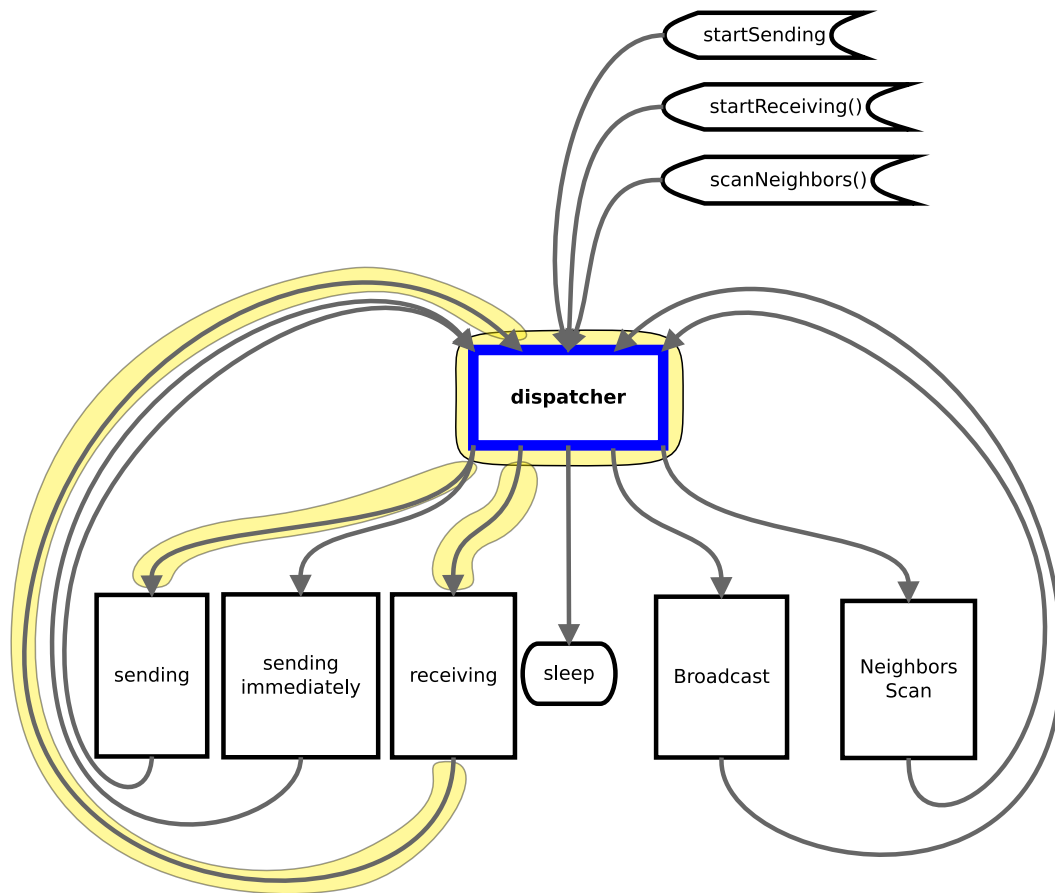 startSending
startReceiving()
scanNeighbors()
dispatcher
sending
sending
immediately
receiving
sleep
Broadcast
Neighbors
Scan